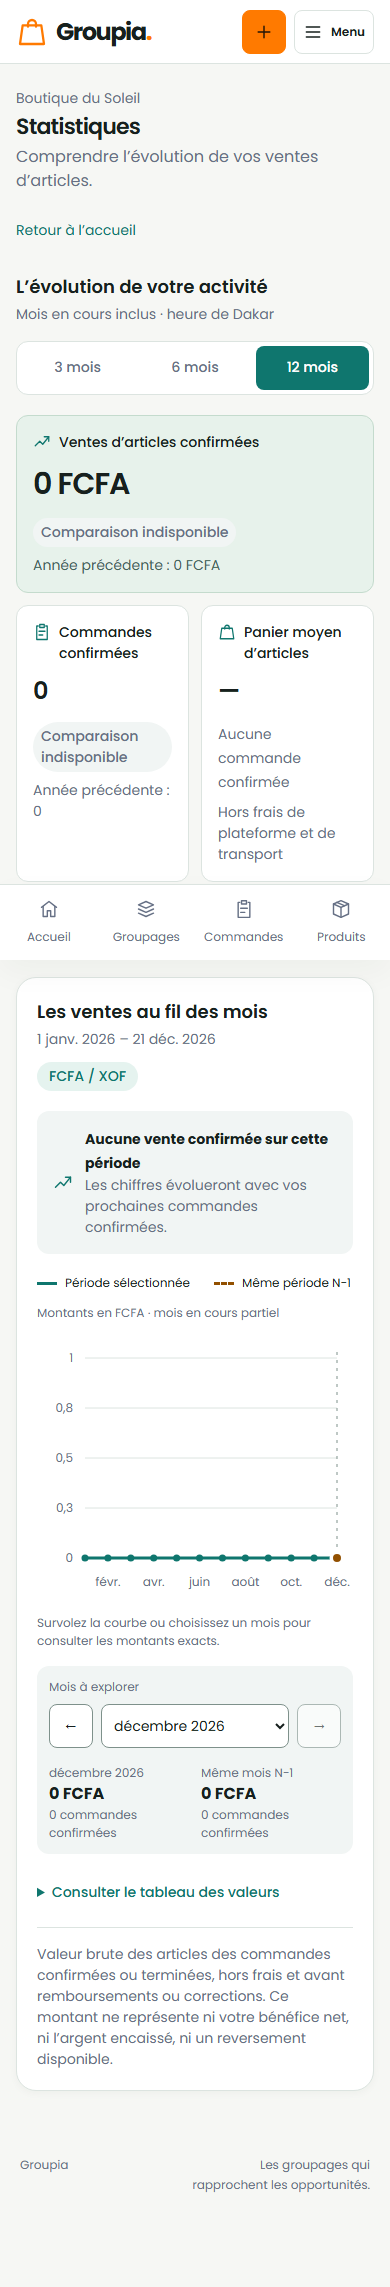 Groupia.
+
Menu
Boutique du Soleil
Statistiques
Comprendre l’évolution de vos ventes
d’articles.
Retour à l’accueil
L’évolution de votre activité
Mois en cours inclus · heure de Dakar
3 mois
6 mois
12 mois
Ventes d’articles confirmées
0 FCFA
Comparaison indisponible
Année précédente : 0 FCFA
Commandes
confirmées
0
Comparaison
indisponible
Année précédente :
0
Panier moyen
d’articles
—
Aucune
commande
confirmée
Hors frais de
plateforme et de
transport
Accueil
Groupages
Commandes
Produits
Les ventes au fil des mois
1 janv. 2026 – 21 déc. 2026
FCFA / XOF
Aucune vente confirmée sur cette
période
Les chiffres évolueront avec vos
prochaines commandes
confirmées.
Période sélectionnée
Même période N-1
Montants en FCFA · mois en cours partiel
1
0,8
0,5
0,3
0
févr.
avr.
juin
août
oct.
déc.
Survolez la courbe ou choisissez un mois pour
consulter les montants exacts.
Mois à explorer
←
décembre 2026
→
décembre 2026
0 FCFA
0 commandes
confirmées
Même mois N-1
0 FCFA
0 commandes
confirmées
Consulter le tableau des valeurs
Valeur brute des articles des commandes
confirmées ou terminées, hors frais et avant
remboursements ou corrections. Ce
montant ne représente ni votre bénéfice net,
ni l’argent encaissé, ni un reversement
disponible.
Groupia
Les groupages qui
rapprochent les opportunités.